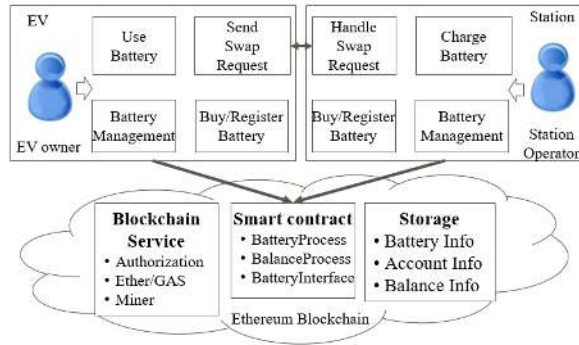 EV
Use
Battery
Send
Swap
Request
EV owner
Battery
Management
Buy/Register
Battery
Station
Handle
Swap
Request
Charge
Battery
Buy/Register
Battery
Battery
Management
Station
Operator
Blockchain
Service
• Authorization
• Ether/GAS
• Miner
Smart contract
• BatteryProcess
• BalanceProcess
• BatteryInterface
Storage
• Battery Info
• Account Info
• Balance Info
Ethereum Blockchain